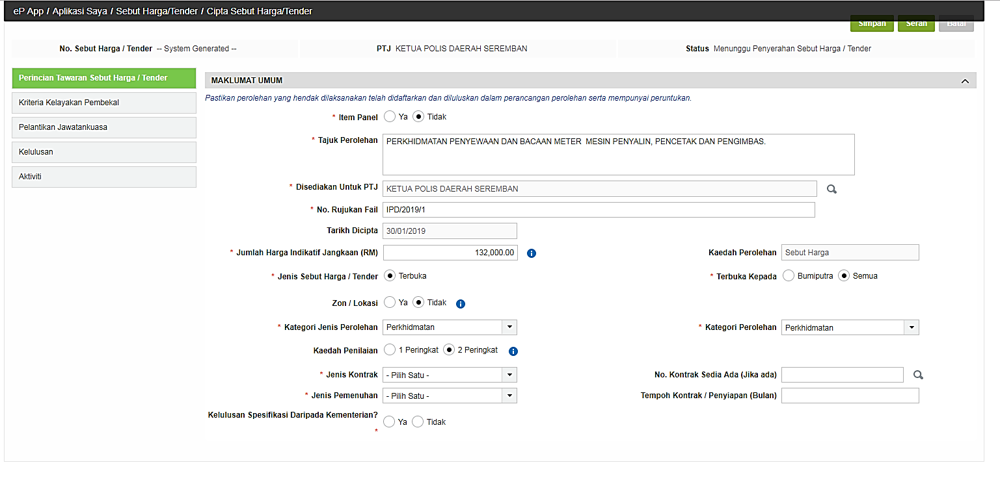 eP App / Aplikasi Saya / Sebut Harga/Tender / Cipta Sebut Harga/Tender
Simpan Serah Batal
No. Sebut Harga / Tender -- System Generated -- PTJ KETUA POLIS DAERAH SEREMBAN Status Menunggu Penyerahan Sebut Harga / Tender
Perincian Tawaran Sebut Harga / Tender
Kriteria Kelayakan Pembekal
Pelantikan Jawatankuasa
Kelulusan
Aktiviti
MAKLUMAT UMUM
Pastikan perolehan yang hendak dilaksanakan telah didaftarkan dan diluluskan dalam perancangan perolehan serta mempunyai peruntukan.
* Item Panel Ya Tidak
* Tajuk Perolehan PERKHIDMATAN PENYEWAAN DAN BACAAN METER MESIN PENYALIN, PENCETAK DAN PENGIMBAS.
* Disediakan Untuk PTJ KETUA POLIS DAERAH SEREMBAN
* No. Rujukan Fail IPD/2019/1
Tarikh Dicipta 30/01/2019
* Jumlah Harga Indikatif Jangkaan (RM) 132,000.00 Kaedah Perolehan Sebut Harga
* Jenis Sebut Harga / Tender Terbuka * Terbuka Kepada Bumiputra Semua
Zon / Lokasi Ya Tidak
* Kategori Jenis Perolehan Perkhidmatan * Kategori Perolehan Perkhidmatan
Kaedah Penilaian 1 Peringkat 2 Peringkat
* Jenis Kontrak - Pilih Satu - No. Kontrak Sedia Ada (Jika ada)
* Jenis Pemenuhan - Pilih Satu - Tempoh Kontrak / Penyiapan (Bulan)
Kelulusan Spesifikasi Daripada Kementerian? Ya Tidak
*